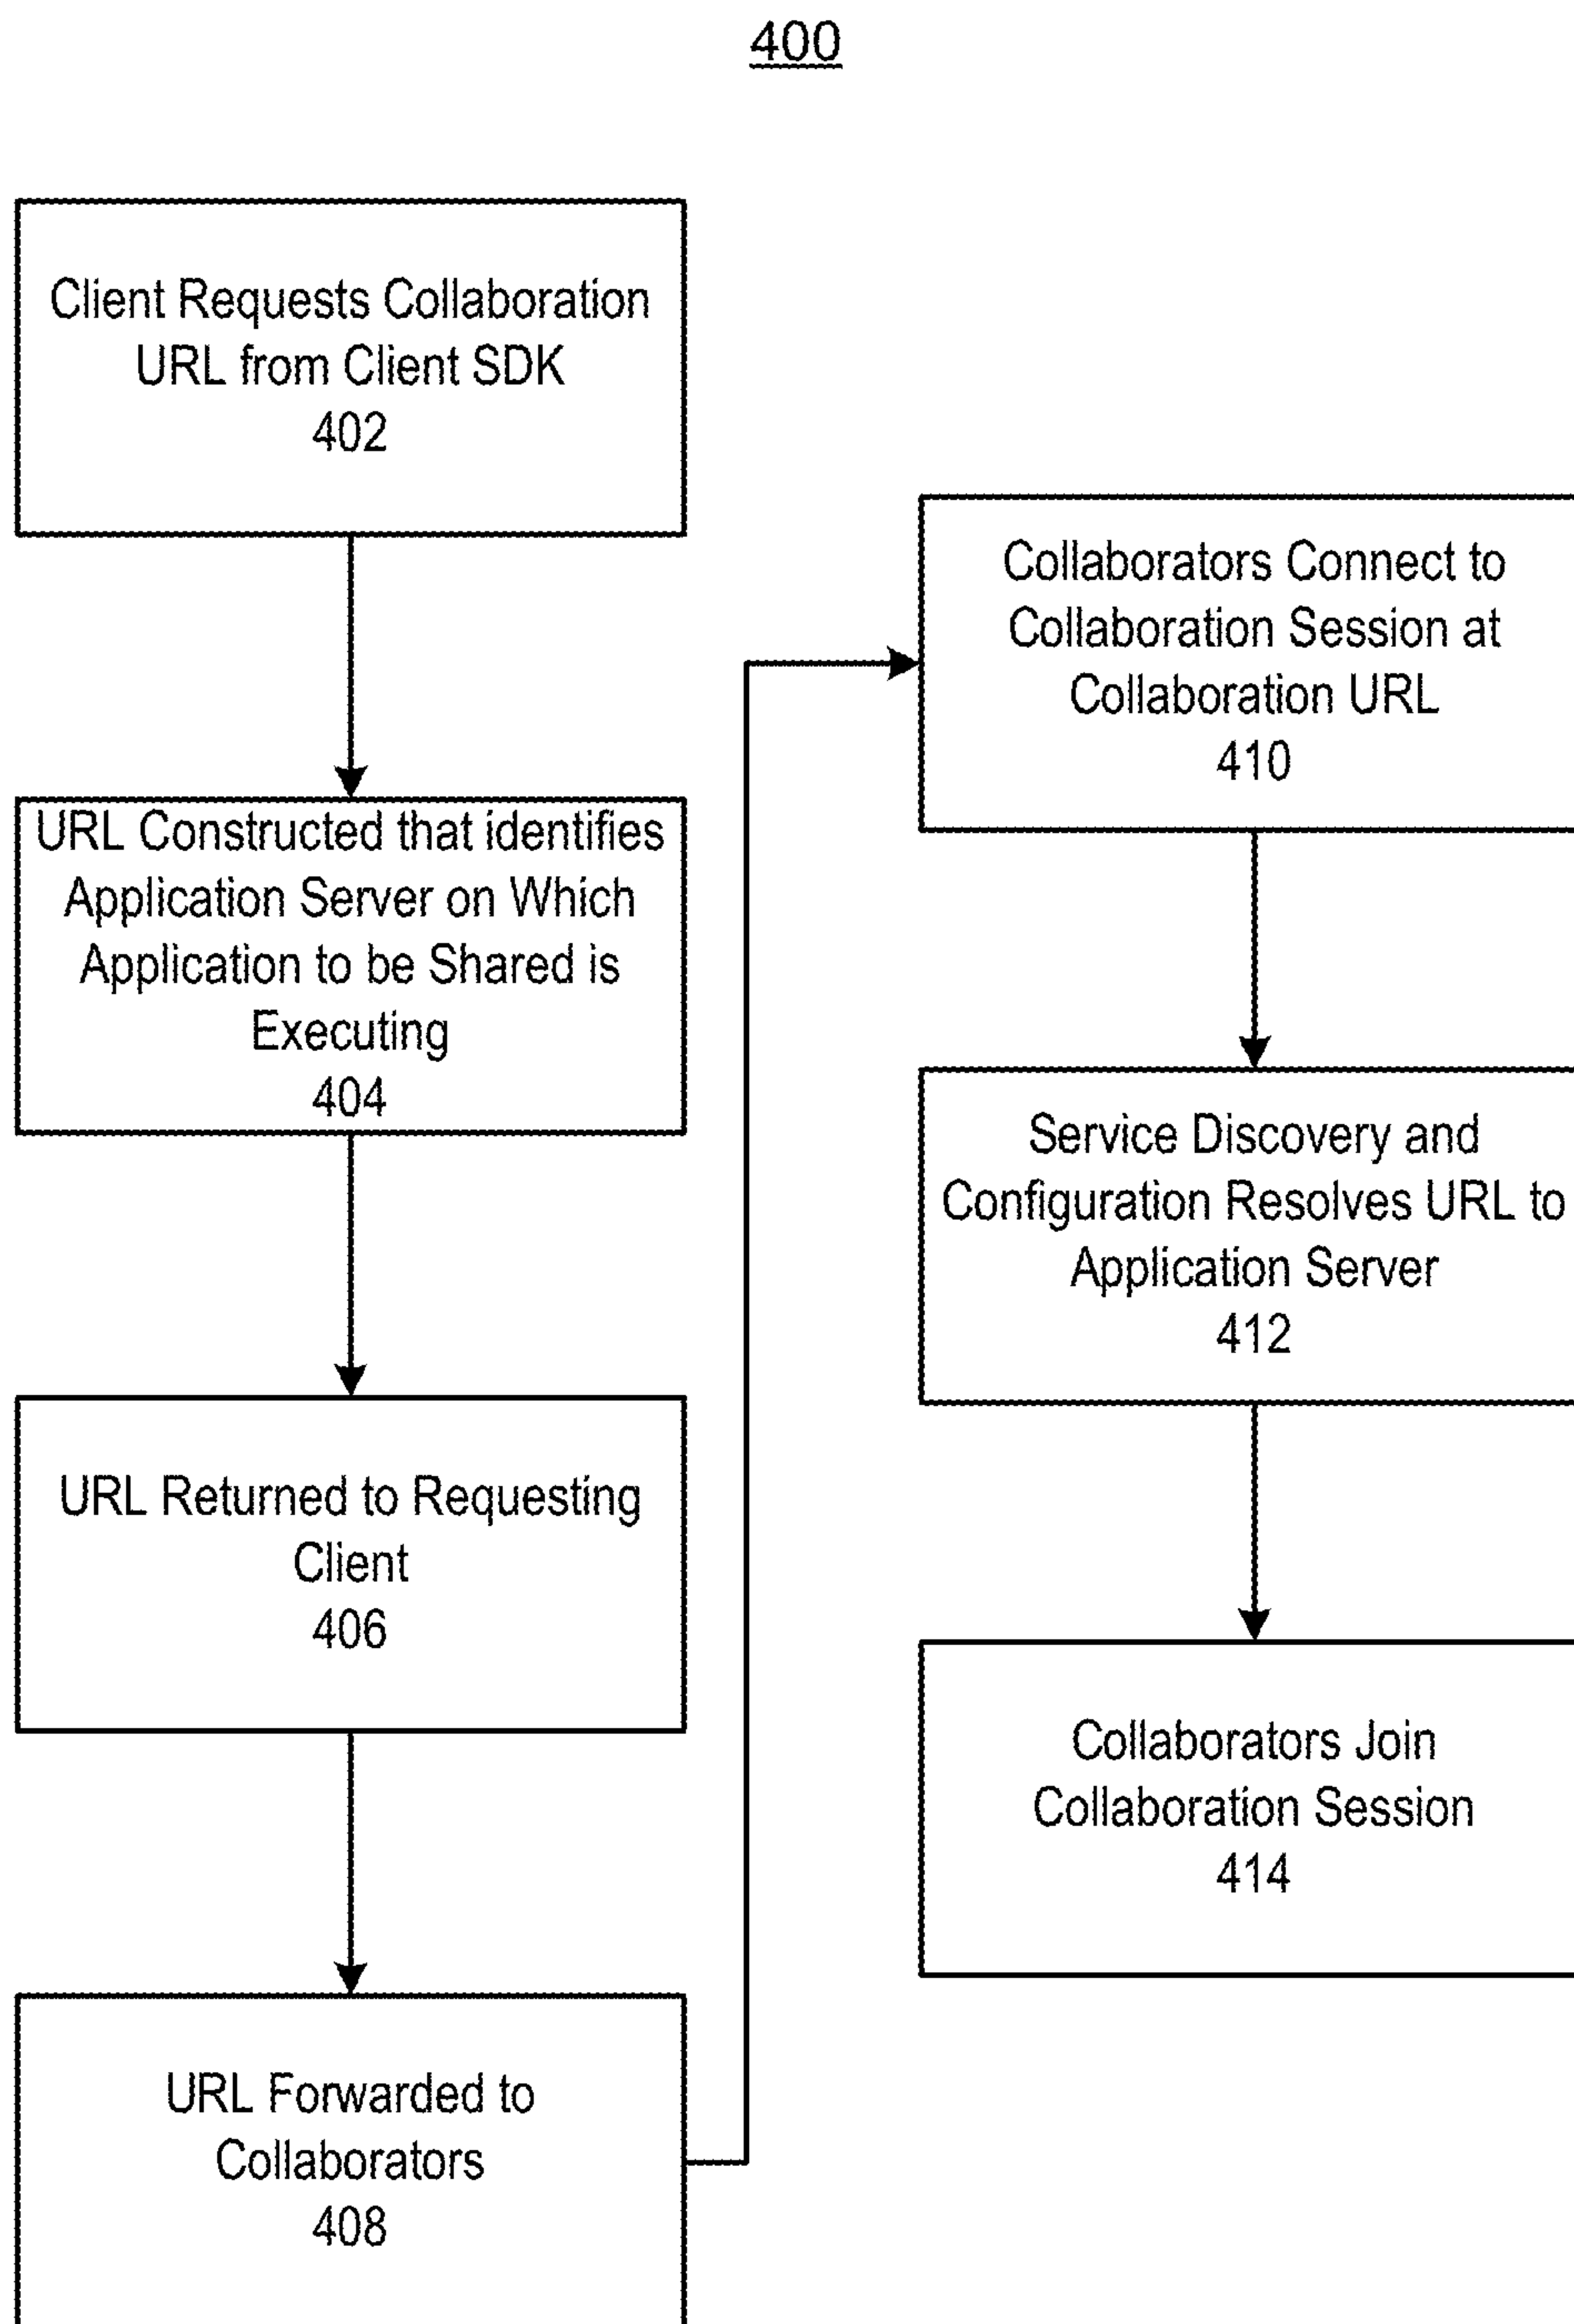 400
Client Requests Collaboration
URL from Client SDK
402
URL Constructed that identifies
Application Server on Which
Application to be Shared is
Executing
404
URL Returned to Requesting
Client
406
URL Forwarded to
Collaborators
408
Collaborators Connect to
Collaboration Session at
Collaboration URL
410
Service Discovery and
Configuration Resolves URL to
Application Server
412
Collaborators Join
Collaboration Session
414